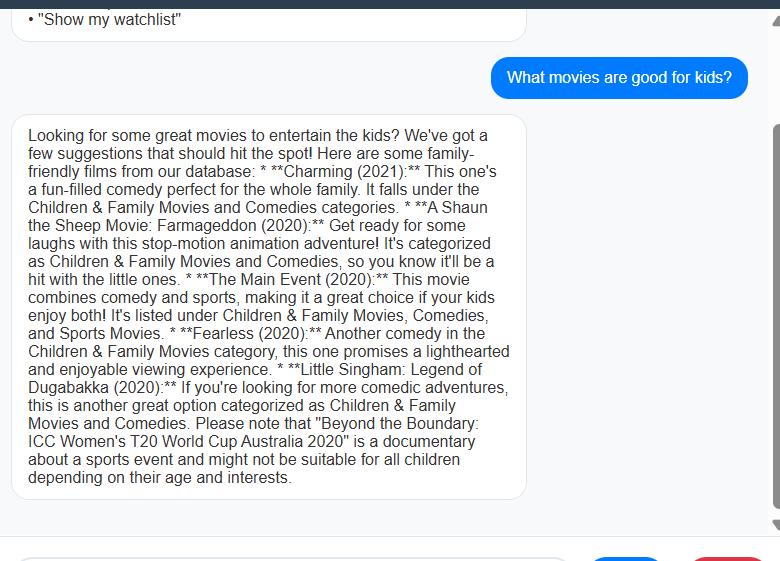 • "Show my watchlist"
What movies are good for kids?
Looking for some great movies to entertain the kids? We've got a
few suggestions that should hit the spot! Here are some family-
friendly films from our database: * **Charming (2021):** This one's
a fun-filled comedy perfect for the whole family. It falls under the
Children & Family Movies and Comedies categories. * **A Shaun
the Sheep Movie: Farmageddon (2020):** Get ready for some
laughs with this stop-motion animation adventure! It's categorized
as Children & Family Movies and Comedies, so you know it'll be a
hit with the little ones. * **The Main Event (2020):** This movie
combines comedy and sports, making it a great choice if your kids
enjoy both! It's listed under Children & Family Movies, Comedies,
and Sports Movies. * **Fearless (2020):** Another comedy in the
Children & Family Movies category, this one promises a lighthearted
and enjoyable viewing experience. * **Little Singham: Legend of
Dugabakka (2020):** If you're looking for more comedic adventures,
this is another great option categorized as Children & Family
Movies and Comedies. Please note that "Beyond the Boundary:
ICC Women's T20 World Cup Australia 2020" is a documentary
about a sports event and might not be suitable for all children
depending on their age and interests.